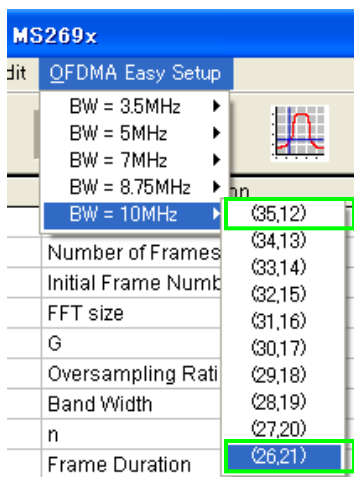 MS269x
dit OFDMA Easy Setup
BW = 3.5MHz
BW = 5MHz
BW = 7MHz
BW = 8.75MHz
BW = 10MHz
(35,12)
(34,13)
(33,14)
(32,15)
(31,16)
(30,17)
(29,18)
(28,19)
(27,20)
(26,21)
on
Number of Frames
Initial Frame Numb
FFT size
G
Oversampling Rati
Band Width
n
Frame Duration